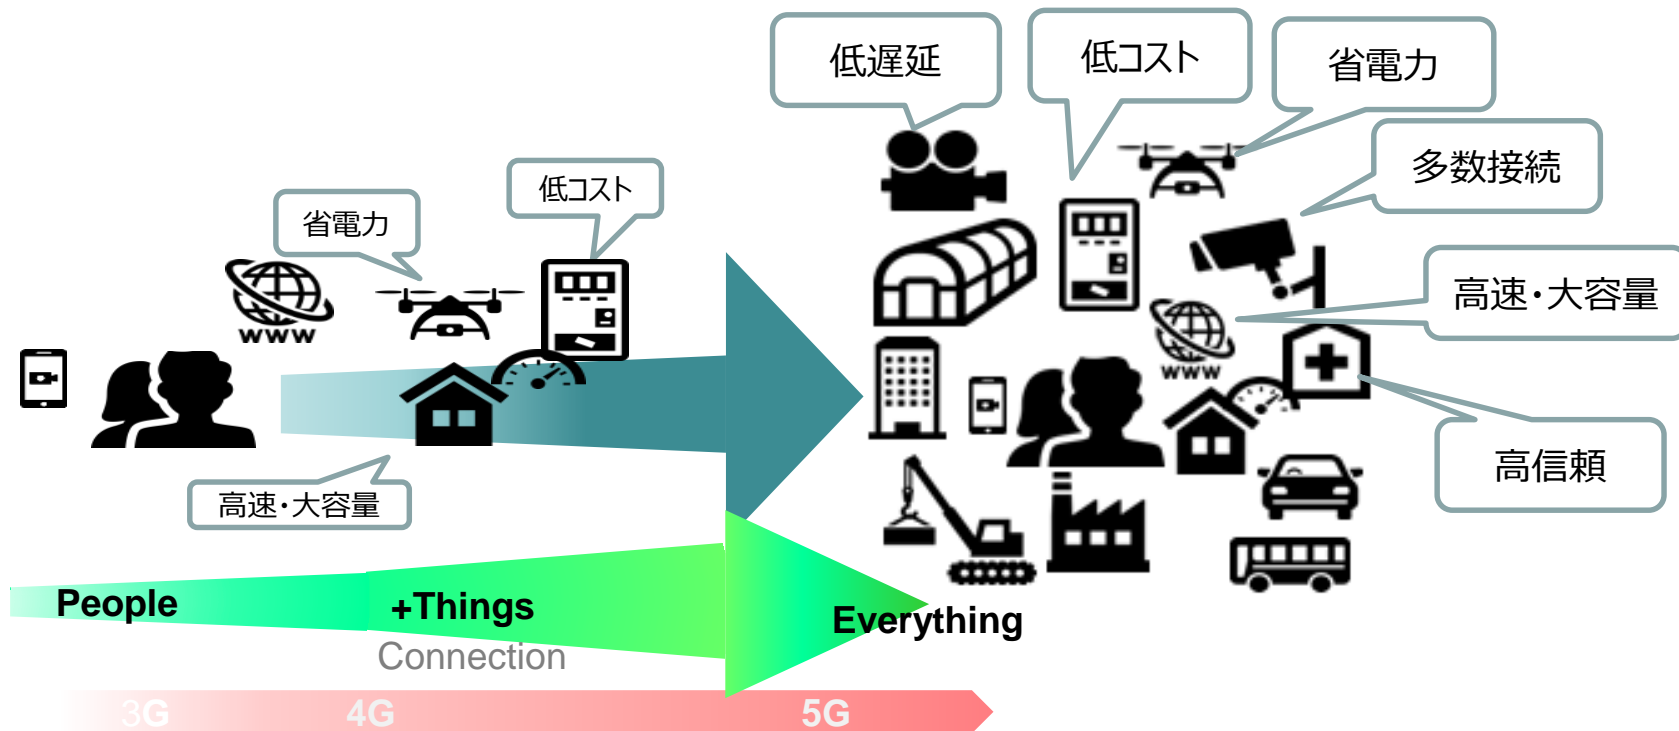 低遅延
低コスト
省電力
多数接続
高速・大容量
高信頼
低コスト
省電力
www
www
高速・大容量
People
+Things
Everything
Connection
3G
4G
5G